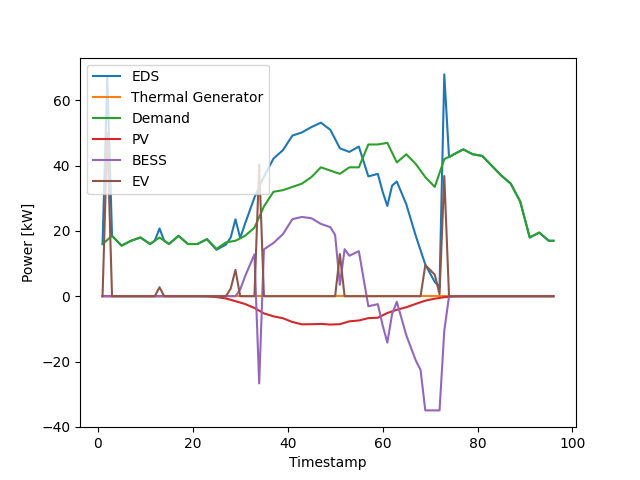 EDS
Thermal Generator
Demand
PV
BESS
EV
Power [kW]
60
40
20
0
−20
−40
0 20 40 60 80 100
Timestamp